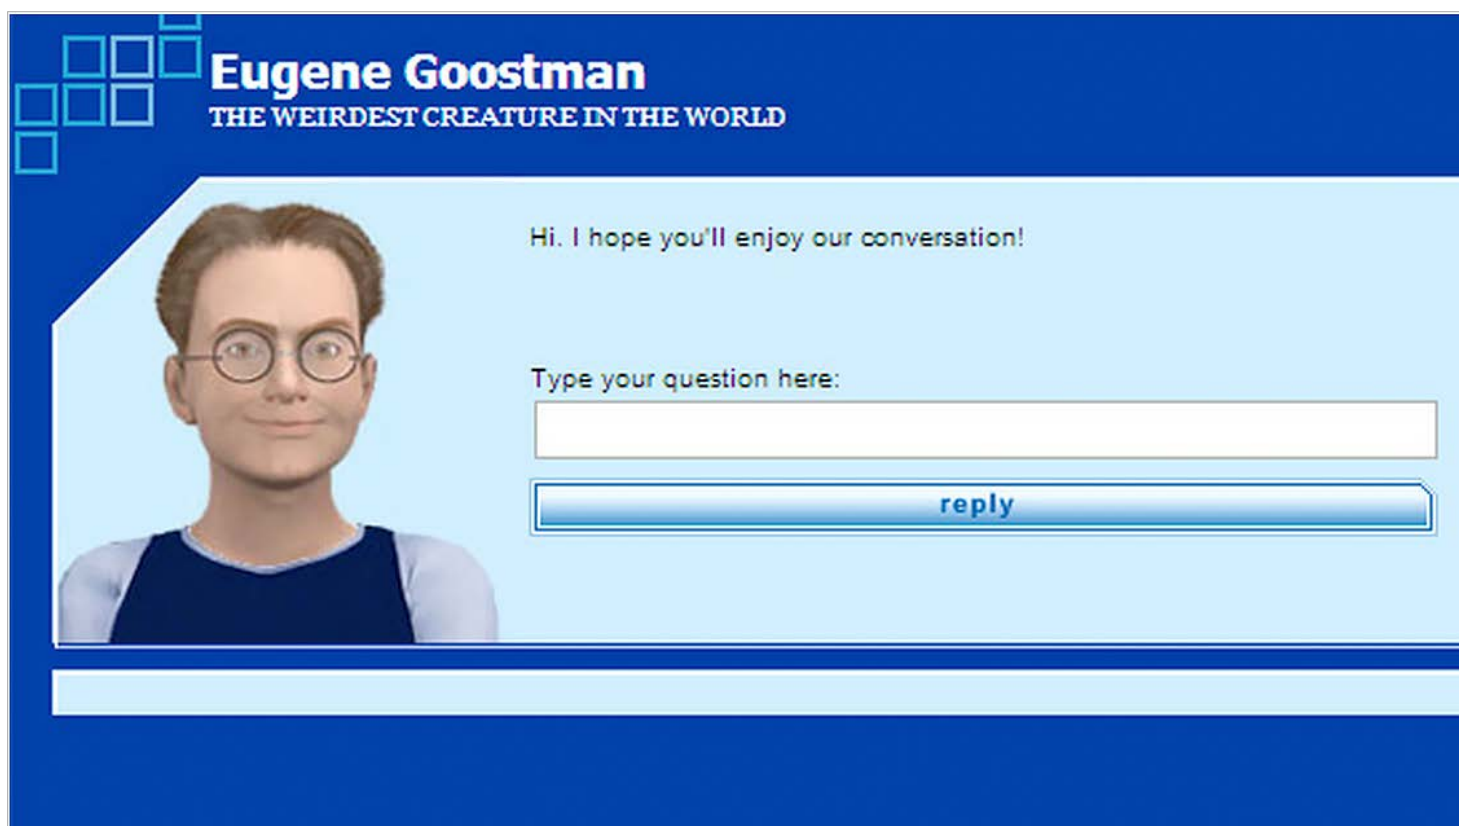 Eugene Goostman
THE WEIRDEST CREATURE IN THE WORLD
Hi. I hope you'll enjoy our conversation!
Type your question here:
reply